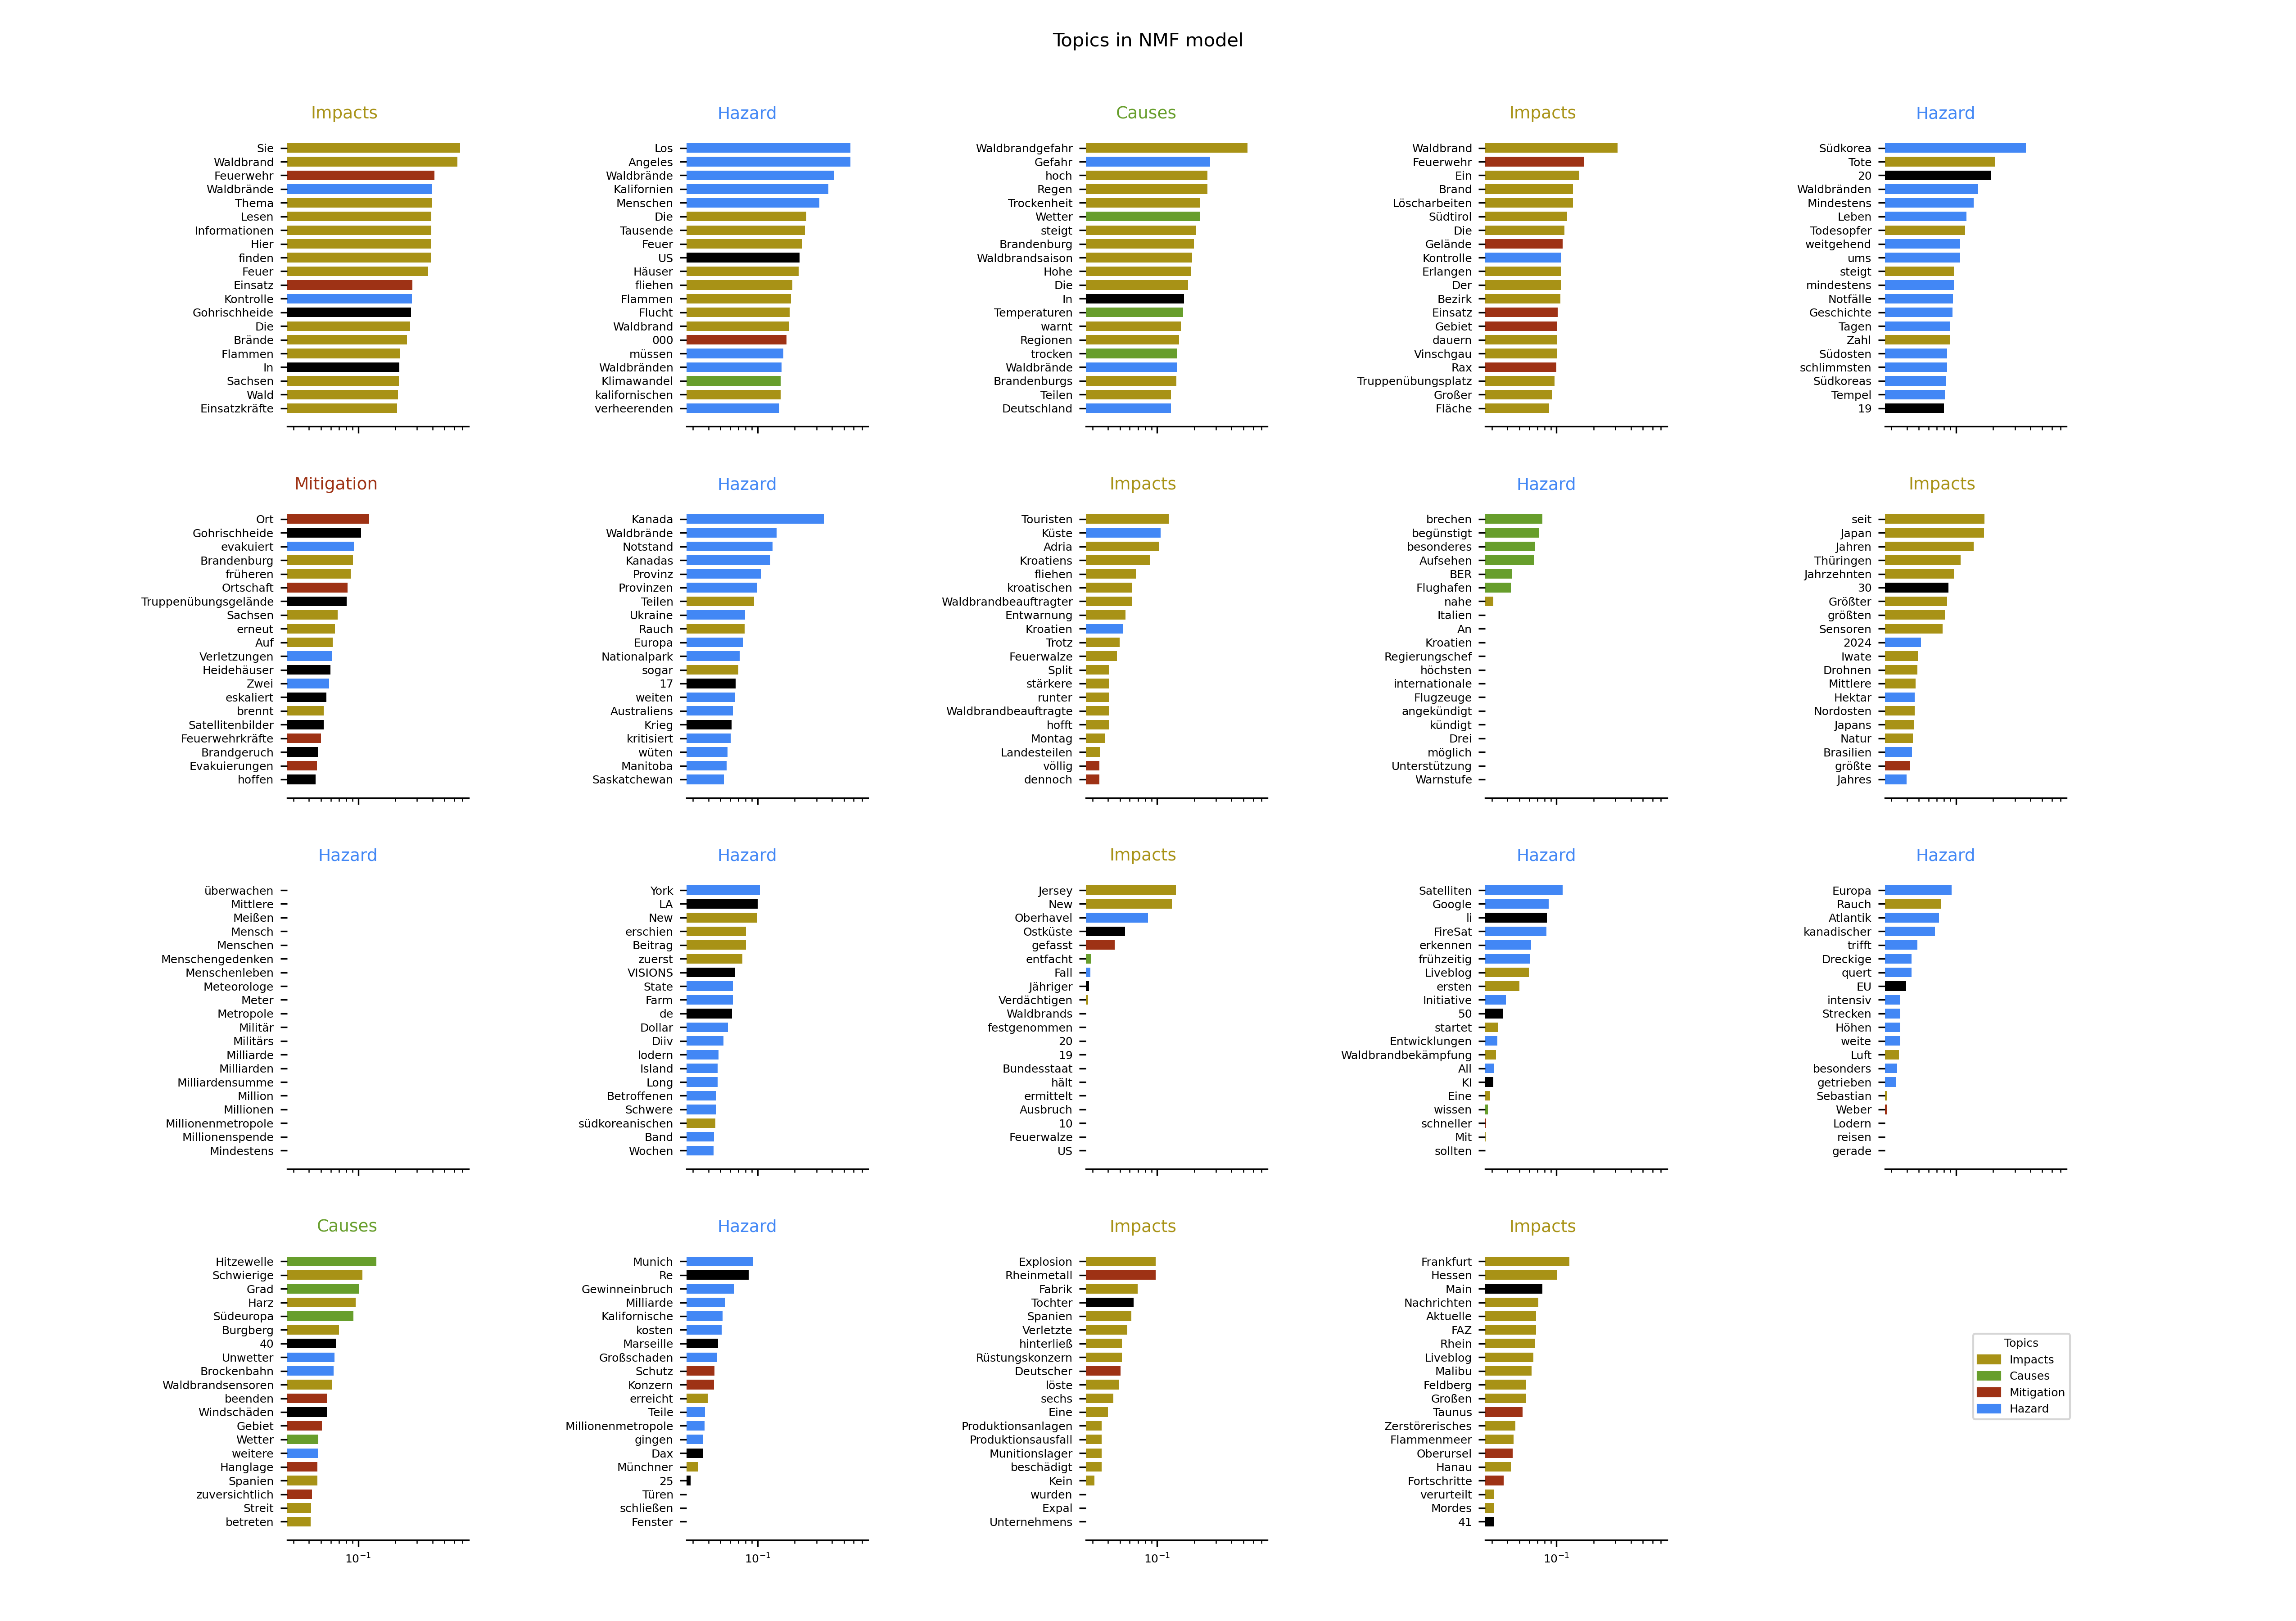 Topics in NMF model
Impacts
Sie
Waldbrand
Feuerwehr
Waldbrände
Thema
Lesen
Informationen
Hier
finden
Feuer
Einsatz
Kontrolle
Gohrischheide
Die
Brände
Flammen
In
Sachsen
Wald
Einsatzkräfte
Hazard
Los
Angeles
Waldbrände
Kalifornien
Menschen
Die
Tausende
Feuer
US
Häuser
fliehen
Flammen
Flucht
Waldbrand
000
müssen
Waldbränden
Klimawandel
kalifornischen
verheerenden
Causes
Waldbrandgefahr
Gefahr
hoch
Regen
Trockenheit
Wetter
steigt
Brandenburg
Waldbrandsaison
Hohe
Die
In
Temperaturen
warnt
Regionen
trocken
Waldbrände
Brandenburgs
Teilen
Deutschland
Impacts
Waldbrand
Feuerwehr
Ein
Brand
Löscharbeiten
Südtirol
Die
Gelände
Kontrolle
Erlangen
Der
Bezirk
Einsatz
Gebiet
dauern
Vinschgau
Rax
Truppenübungsplatz
Großer
Fläche
Hazard
Südkorea
Tote
20
Waldbränden
Mindestens
Leben
Todesopfer
weitgehend
ums
steigt
mindestens
Notfälle
Geschichte
Tagen
Zahl
Südosten
schlimmsten
Südkoreas
Tempel
19
Mitigation
Ort
Gohrischheide
evakuiert
Brandenburg
früheren
Ortschaft
Truppenübungsgelände
Sachsen
erneut
Auf
Verletzungen
Heidehäuser
Zwei
eskaliert
brennt
Satellitenbilder
Feuerwehrkräfte
Brandgeruch
Evakuierungen
hoffen
Hazard
Kanada
Waldbrände
Notstand
Kanadas
Provinz
Provinzen
Teilen
Ukraine
Rauch
Europa
Nationalpark
sogar
17
weiten
Australiens
Krieg
kritisiert
wüten
Manitoba
Saskatchewan
Impacts
Touristen
Küste
Adria
Kroatiens
fliehen
kroatischen
Waldbrandbeauftragter
Entwarnung
Kroatien
Trotz
Feuerwalze
Split
stärkere
runter
Waldbrandbeauftragte
hofft
Montag
Landesteilen
völlig
dennoch
Hazard
brechen
begünstigt
besonderes
Aufsehen
BER
Flughafen
nahe
Italien
An
Kroatien
Regierungschef
höchsten
internationale
Flugzeuge
angekündigt
kündigt
Drei
möglich
Unterstützung
Warnstufe
Impacts
seit
Japan
Jahren
Thüringen
Jahrzehnten
30
Größter
größten
Sensoren
2024
Iwate
Drohnen
Mittlere
Hektar
Nordosten
Japans
Natur
Brasilien
größte
Jahres
Hazard
überwachen
Mittlere
Meißen
Mensch
Menschen
Menschengedenken
Menschenleben
Meteorologe
Meter
Metropole
Militär
Militärs
Milliarde
Milliarden
Milliardensumme
Million
Millionen
Millionenmetropole
Millionenspende
Mindestens
Hazard
York
LA
New
erschien
Beitrag
zuerst
VISIONS
State
Farm
de
Dollar
Diiv
lodern
Island
Long
Betroffenen
Schwere
südkoreanischen
Band
Wochen
Impacts
Jersey
New
Oberhavel
Ostküste
gefasst
entfacht
Fall
Jähriger
Verdächtigen
Waldbrands
festgenommen
20
19
Bundesstaat
hält
ermittelt
Ausbruch
10
Feuerwalze
US
Hazard
Satelliten
Google
li
FireSat
erkennen
frühzeitig
Liveblog
ersten
Initiative
50
startet
Entwicklungen
Waldbrandbekämpfung
All
KI
Eine
wissen
schneller
Mit
sollten
Hazard
Europa
Rauch
Atlantik
kanadischer
trifft
Dreckige
quert
EU
intensiv
Strecken
Höhen
weite
Luft
besonders
getrieben
Sebastian
Weber
Lodern
reisen
gerade
Causes
Hitzewelle
Schwierige
Grad
Harz
Südeuropa
Burgberg
40
Unwetter
Brockenbahn
Waldbrandsensoren
beenden
Windschäden
Gebiet
Wetter
weitere
Hanglage
Spanien
zuversichtlich
Streit
betreten
10⁻¹
Hazard
Munich
Re
Gewinneinbruch
Milliarde
Kalifornische
kosten
Marseille
Großschaden
Schutz
Konzern
erreicht
Teile
Millionenmetropole
gingen
Dax
Münchner
25
Türen
schließen
Fenster
10⁻¹
Impacts
Explosion
Rheinmetall
Fabrik
Tochter
Spanien
Verletzte
hinterließ
Rüstungskonzern
Deutscher
löste
sechs
Eine
Produktionsanlagen
Produktionsausfall
Munitionslager
beschädigt
Kein
wurden
Expal
Unternehmens
10⁻¹
Impacts
Frankfurt
Hessen
Main
Nachrichten
Aktuelle
FAZ
Rhein
Liveblog
Malibu
Feldberg
Großen
Taunus
Zerstörerisches
Flammenmeer
Oberursel
Hanau
Fortschritte
verurteilt
Mordes
41
10⁻¹
Topics
Impacts
Causes
Mitigation
Hazard